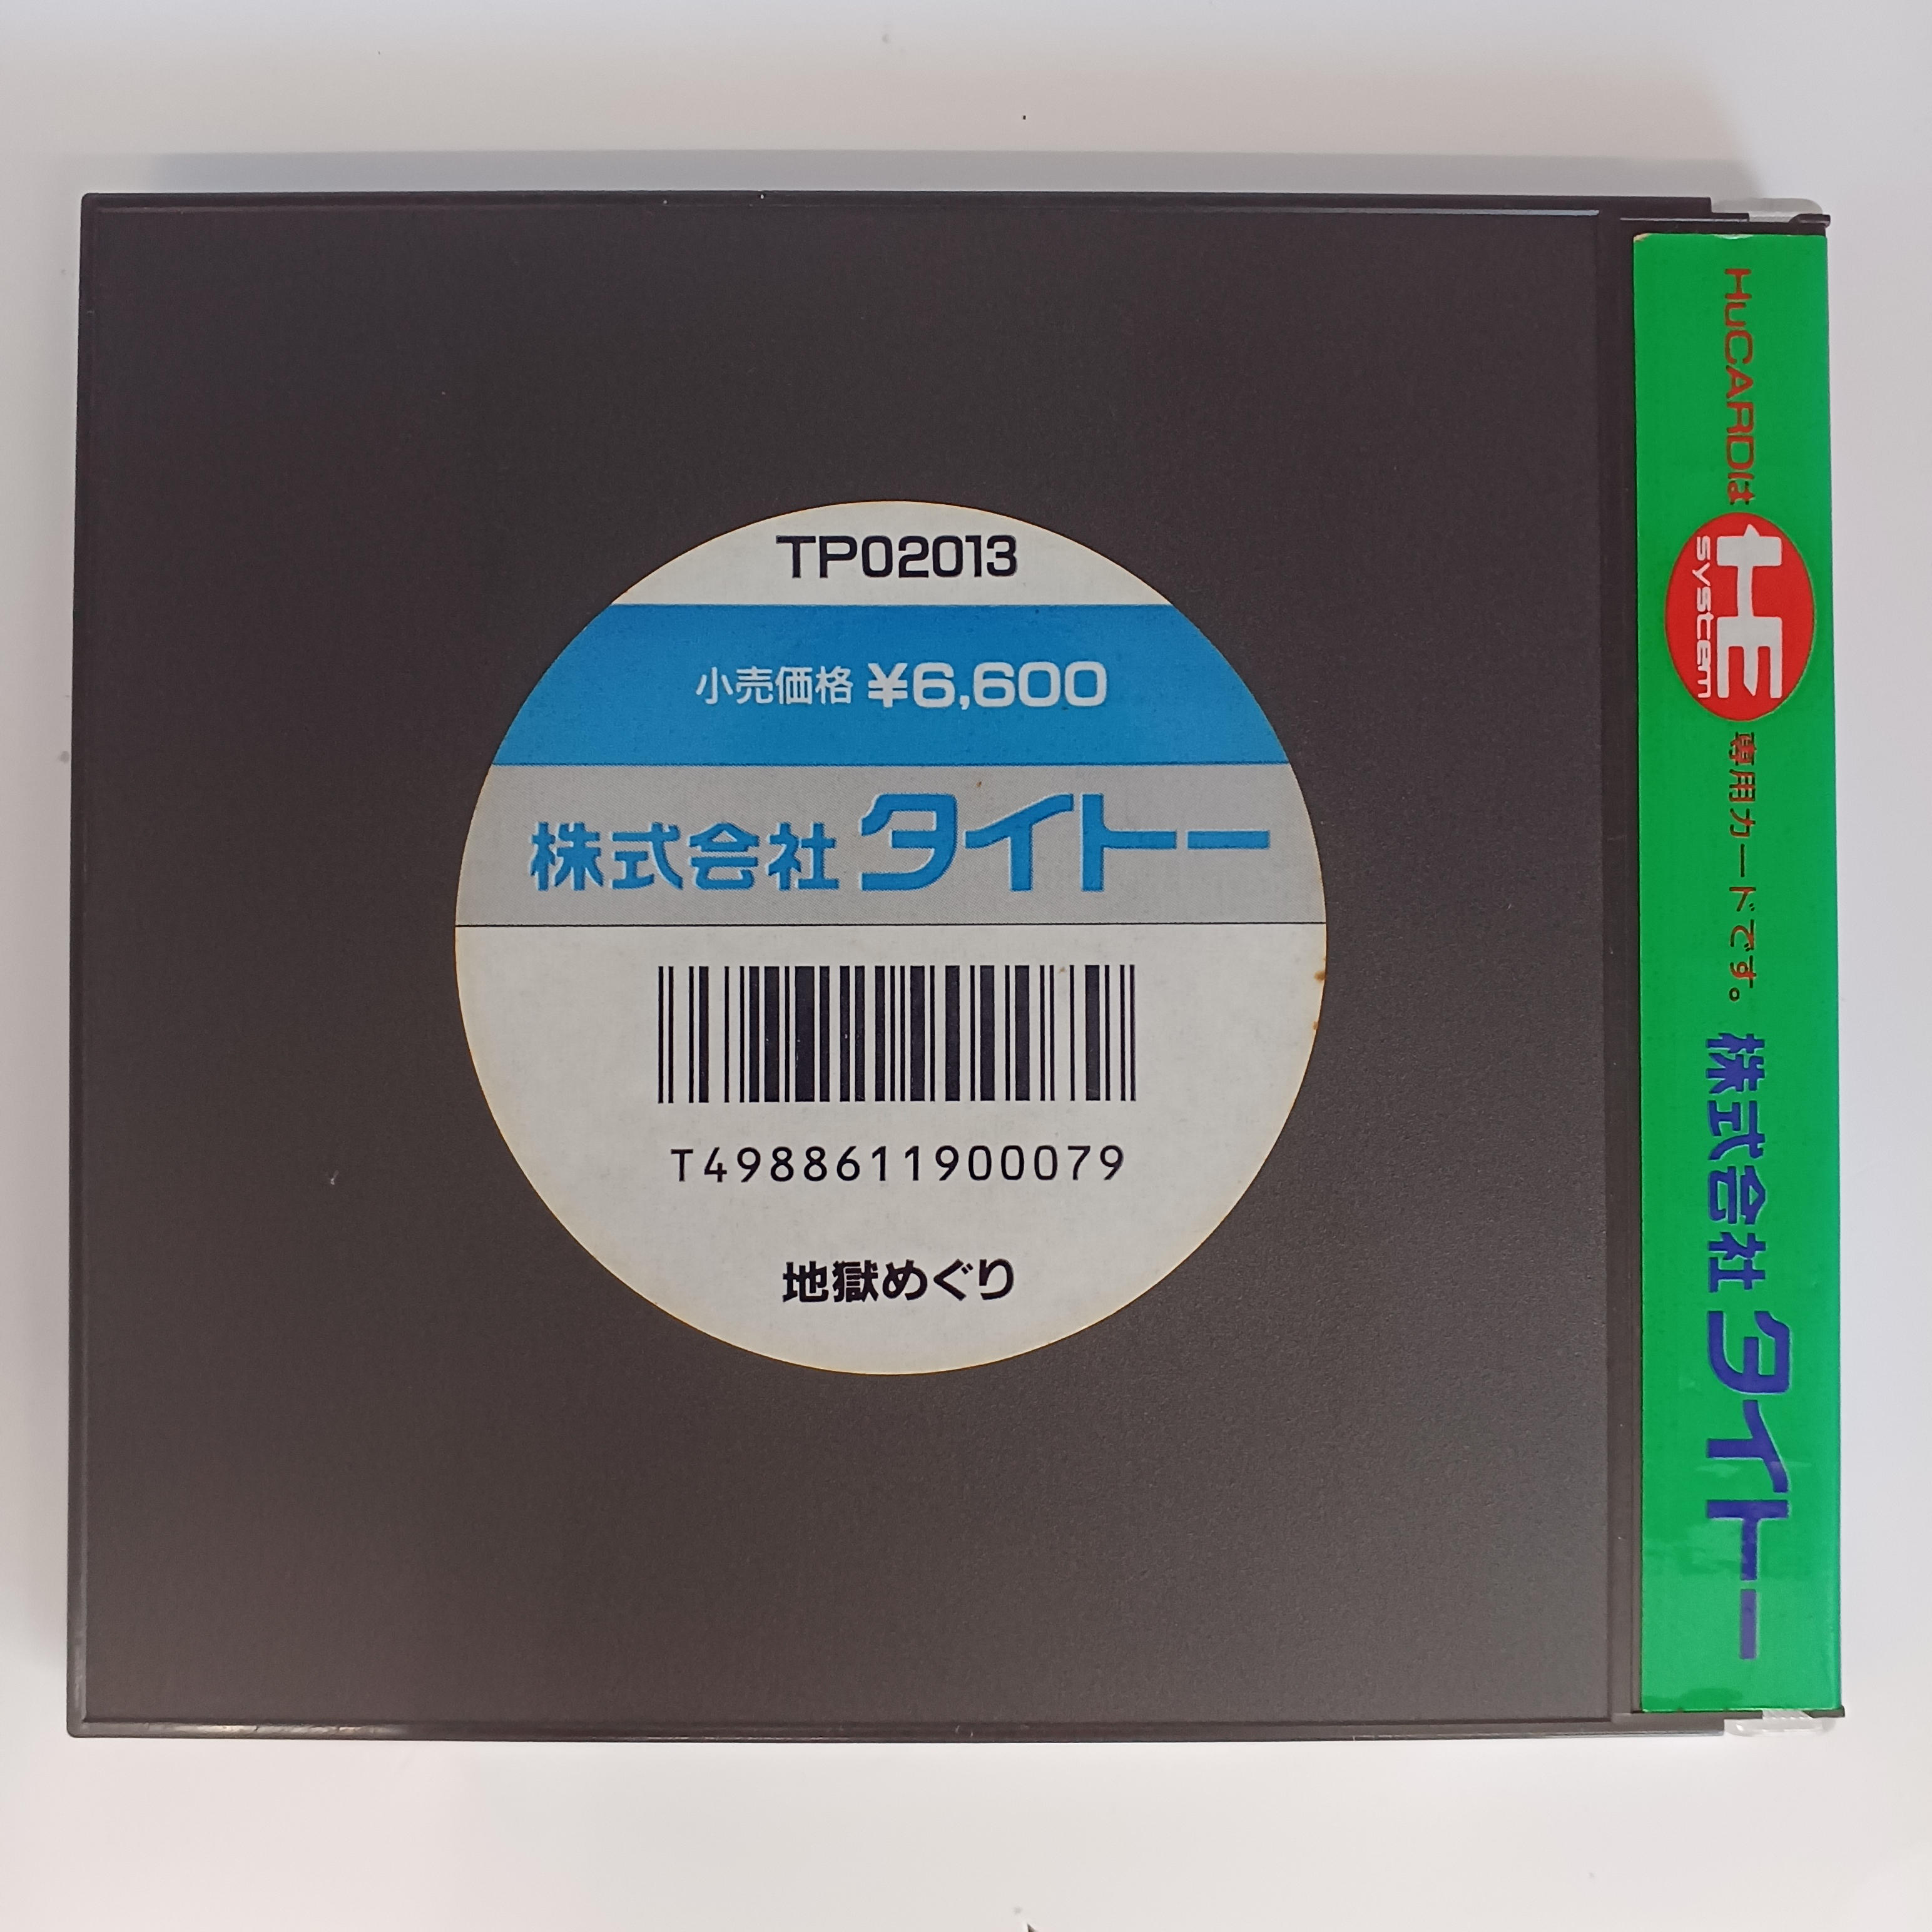 TP02013
小売価格 ¥6,600
株式会社タイトー
T4988611900079
地獄めぐり
HuCARDは HE system 専用カードです。 株式会社タイトー